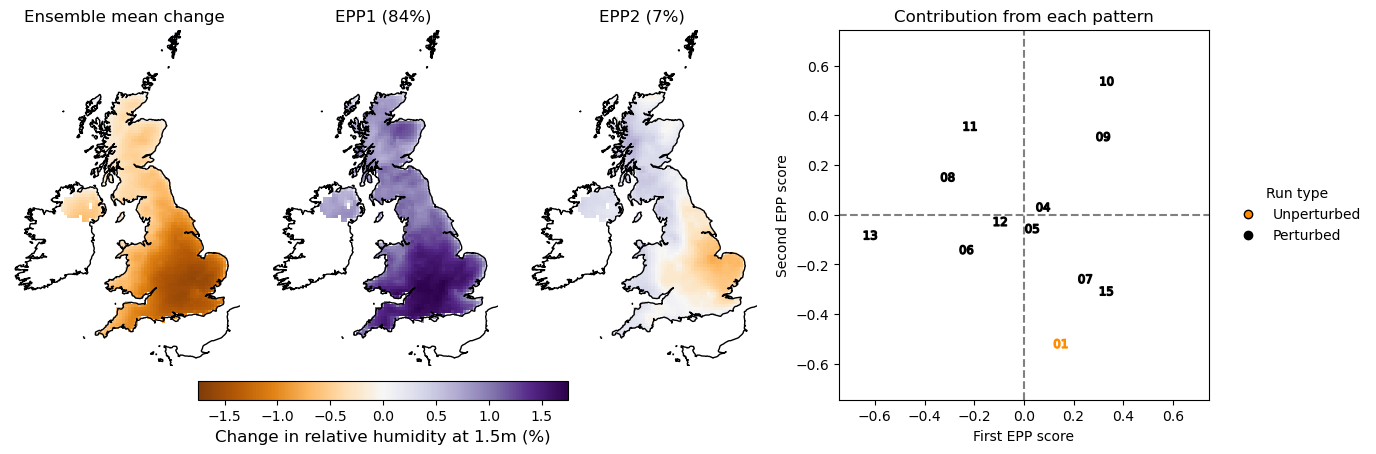 Ensemble mean change
EPP1 (84%)
EPP2 (7%)
Contribution from each pattern
−1.5 −1.0 −0.5 0.0 0.5 1.0 1.5
Change in relative humidity at 1.5m (%)
Second EPP score
0.6
0.4
0.2
0.0
−0.2
−0.4
−0.6
10
11
09
08
04
12
05
13
06
07
15
01
−0.6 −0.4 −0.2 0.0 0.2 0.4 0.6
First EPP score
Run type
Unperturbed
Perturbed